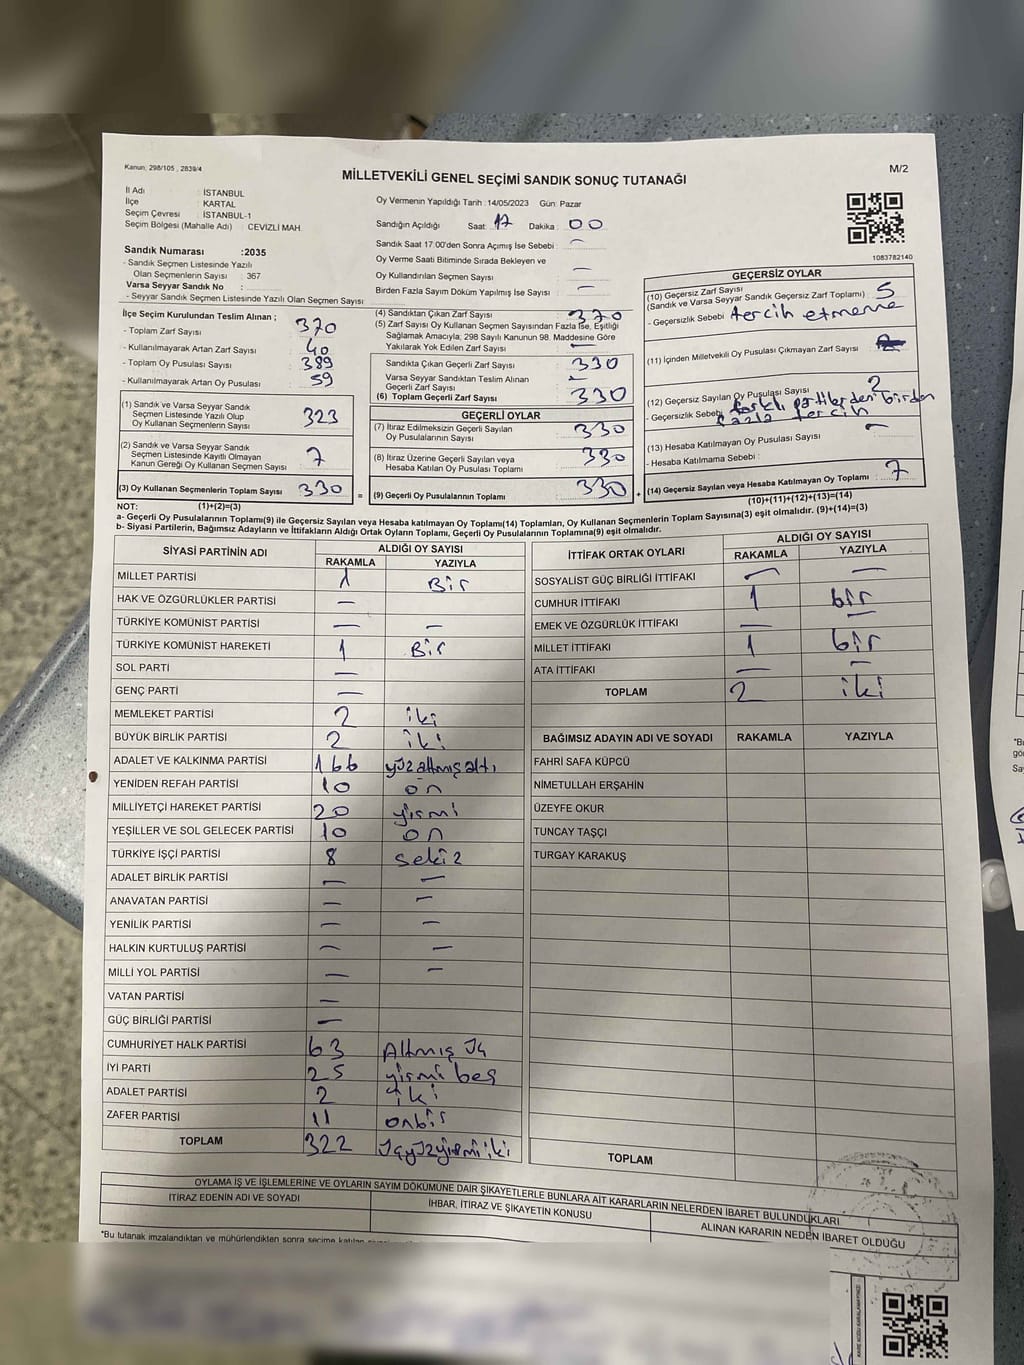 Kanun, 298/105 , 2839/4
M/2
MİLLETVEKİLİ GENEL SEÇİMİ SANDIK SONUÇ TUTANAĞI
İl Adı : İSTANBUL
İlçe : KARTAL
Seçim Çevresi : İSTANBUL-1
Seçim Bölgesi (Mahalle Adı) : CEVİZLİ MAH.
Sandık Numarası :2035
- Sandık Seçmen Listesinde Yazılı
Olan Seçmenlerin Sayısı : 367
Varsa Seyyar Sandık No :
- Seyyar Sandık Seçmen Listesinde Yazılı Olan Seçmen Sayısı
Oy Vermenin Yapıldığı Tarih :14/05/2023 Gün: Pazar
Sandığın Açıldığı Saat: 17 Dakika : 00
Sandık Saat 17:00'den Sonra Açımış İse Sebebi : -
Oy Verme Saati Bitiminde Sırada Bekleyen ve
Oy Kullandırılan Seçmen Sayısı : -
Birden Fazla Sayım Döküm Yapılmış İse Sayısı : -
1083782140
İlçe Seçim Kurulundan Teslim Alınan ;
- Toplam Zarf Sayısı : 370
- Kullanılmayarak Artan Zarf Sayısı : 40
- Toplam Oy Pusulası Sayısı : 389
- Kullanılmayarak Artan Oy Pusulası : 59
(1) Sandık ve Varsa Seyyar Sandık
Seçmen Listesinde Yazılı Olup
Oy Kullanan Seçmenlerin Sayısı : 323
(2) Sandık ve Varsa Seyyar Sandık
Seçmen Listesinde Kayıtlı Olmayan
Kanun Gereği Oy Kullanan Seçmen Sayısı : 7
(3) Oy Kullanan Seçmenlerin Toplam Sayısı : 330
(1)+(2)=(3)
(4) Sandıktan Çıkan Zarf Sayısı : 370
(5) Zarf Sayısı Oy Kullanan Seçmen Sayısından Fazla İse, Eşitliği
Sağlamak Amacıyla; 298 Sayılı Kanunun 98. Maddesine Göre
Yakılarak Yok Edilen Zarf Sayısı : -
Sandıkta Çıkan Geçerli Zarf Sayısı : 330
Varsa Seyyar Sandıktan Teslim Alınan
Geçerli Zarf Sayısı : -
(6) Toplam Geçerli Zarf Sayısı : 330
GEÇERLİ OYLAR
(7) İtiraz Edilmeksizin Geçerli Sayılan
Oy Pusulalarının Sayısı : 330
(8) İtiraz Üzerine Geçerli Sayılan veya
Hesaba Katılan Oy Pusulası Toplamı : 330
= (9) Geçerli Oy Pusulalarının Toplamı : 330 +
GEÇERSİZ OYLAR
(10) Geçersiz Zarf Sayısı : 5
(Sandık ve Varsa Seyyar Sandık Geçersiz Zarf Toplamı)
- Geçersizlik Sebebi : tercih etmeme
(11) İçinden Milletvekili Oy Pusulası Çıkmayan Zarf Sayısı :
(12) Geçersiz Sayılan Oy Pusulası Sayısı : 2
- Geçersizlik Sebebi : farklı partilerden birden
fazla tercih
(13) Hesaba Katılmayan Oy Pusulası Sayısı : -
- Hesaba Katılmama Sebebi :
(14) Geçersiz Sayılan veya Hesaba Katılmayan Oy Toplamı : 7
(10)+(11)+(12)+(13)=(14)
NOT:
a- Geçerli Oy Pusulalarının Toplamı(9) ile Geçersiz Sayılan veya Hesaba katılmayan Oy Toplamı(14) Toplamları, Oy Kullanan Seçmenlerin Toplam Sayısına(3) eşit olmalıdır. (9)+(14)=(3)
b- Siyasi Partilerin, Bağımsız Adayların ve İttifakların Aldığı Ortak Oyların Toplamı, Geçerli Oy Pusulalarının Toplamına(9) eşit olmalıdır.
SİYASİ PARTİNİN ADI ALDIĞI OY SAYISI
RAKAMLA YAZIYLA
MİLLET PARTİSİ 1 Bir
HAK VE ÖZGÜRLÜKLER PARTİSİ -
TÜRKİYE KOMÜNİST PARTİSİ - -
TÜRKİYE KOMÜNİST HAREKETİ 1 Bir
SOL PARTİ -
GENÇ PARTİ -
MEMLEKET PARTİSİ 2 iki
BÜYÜK BİRLİK PARTİSİ 2 iki
ADALET VE KALKINMA PARTİSİ 166 yüzaltmışaltı
YENİDEN REFAH PARTİSİ 10 on
MİLLİYETÇİ HAREKET PARTİSİ 20 yirmi
YEŞİLLER VE SOL GELECEK PARTİSİ 10 on
TÜRKİYE İŞÇİ PARTİSİ 8 sekiz
ADALET BİRLİK PARTİSİ - -
ANAVATAN PARTİSİ - -
YENİLİK PARTİSİ - -
HALKIN KURTULUŞ PARTİSİ - -
MİLLİ YOL PARTİSİ - -
VATAN PARTİSİ -
GÜÇ BİRLİĞİ PARTİSİ -
CUMHURİYET HALK PARTİSİ 63 Altmış üç
İYİ PARTİ 25 yirmi beş
ADALET PARTİSİ 2 iki
ZAFER PARTİSİ 11 onbir
TOPLAM 322 üçyüzyirmiiki
İTTİFAK ORTAK OYLARI ALDIĞI OY SAYISI
RAKAMLA YAZIYLA
SOSYALİST GÜÇ BİRLİĞİ İTTİFAKI - -
CUMHUR İTTİFAKI 1 bir
EMEK VE ÖZGÜRLÜK İTTİFAKI - -
MİLLET İTTİFAKI 1 bir
ATA İTTİFAKI - -
TOPLAM 2 iki
BAĞIMSIZ ADAYIN ADI VE SOYADI RAKAMLA YAZIYLA
FAHRİ SAFA KÜPCÜ
NİMETULLAH ERŞAHİN
ÜZEYFE OKUR
TUNCAY TAŞÇI
TURGAY KARAKUŞ
TOPLAM
OYLAMA İŞ VE İŞLEMLERİNE VE OYLARIN SAYIM DÖKÜMÜNE DAİR ŞİKAYETLERLE BUNLARA AİT KARARLARIN NELERDEN İBARET BULUNDUKLARI
İTİRAZ EDENİN ADI VE SOYADI
İHBAR, İTİRAZ VE ŞİKAYETİN KONUSU
ALINAN KARARIN NEDEN İBARET OLDUĞU
*Bu tutanak imzalandıktan ve mühürlendikten sonra seçime katılan